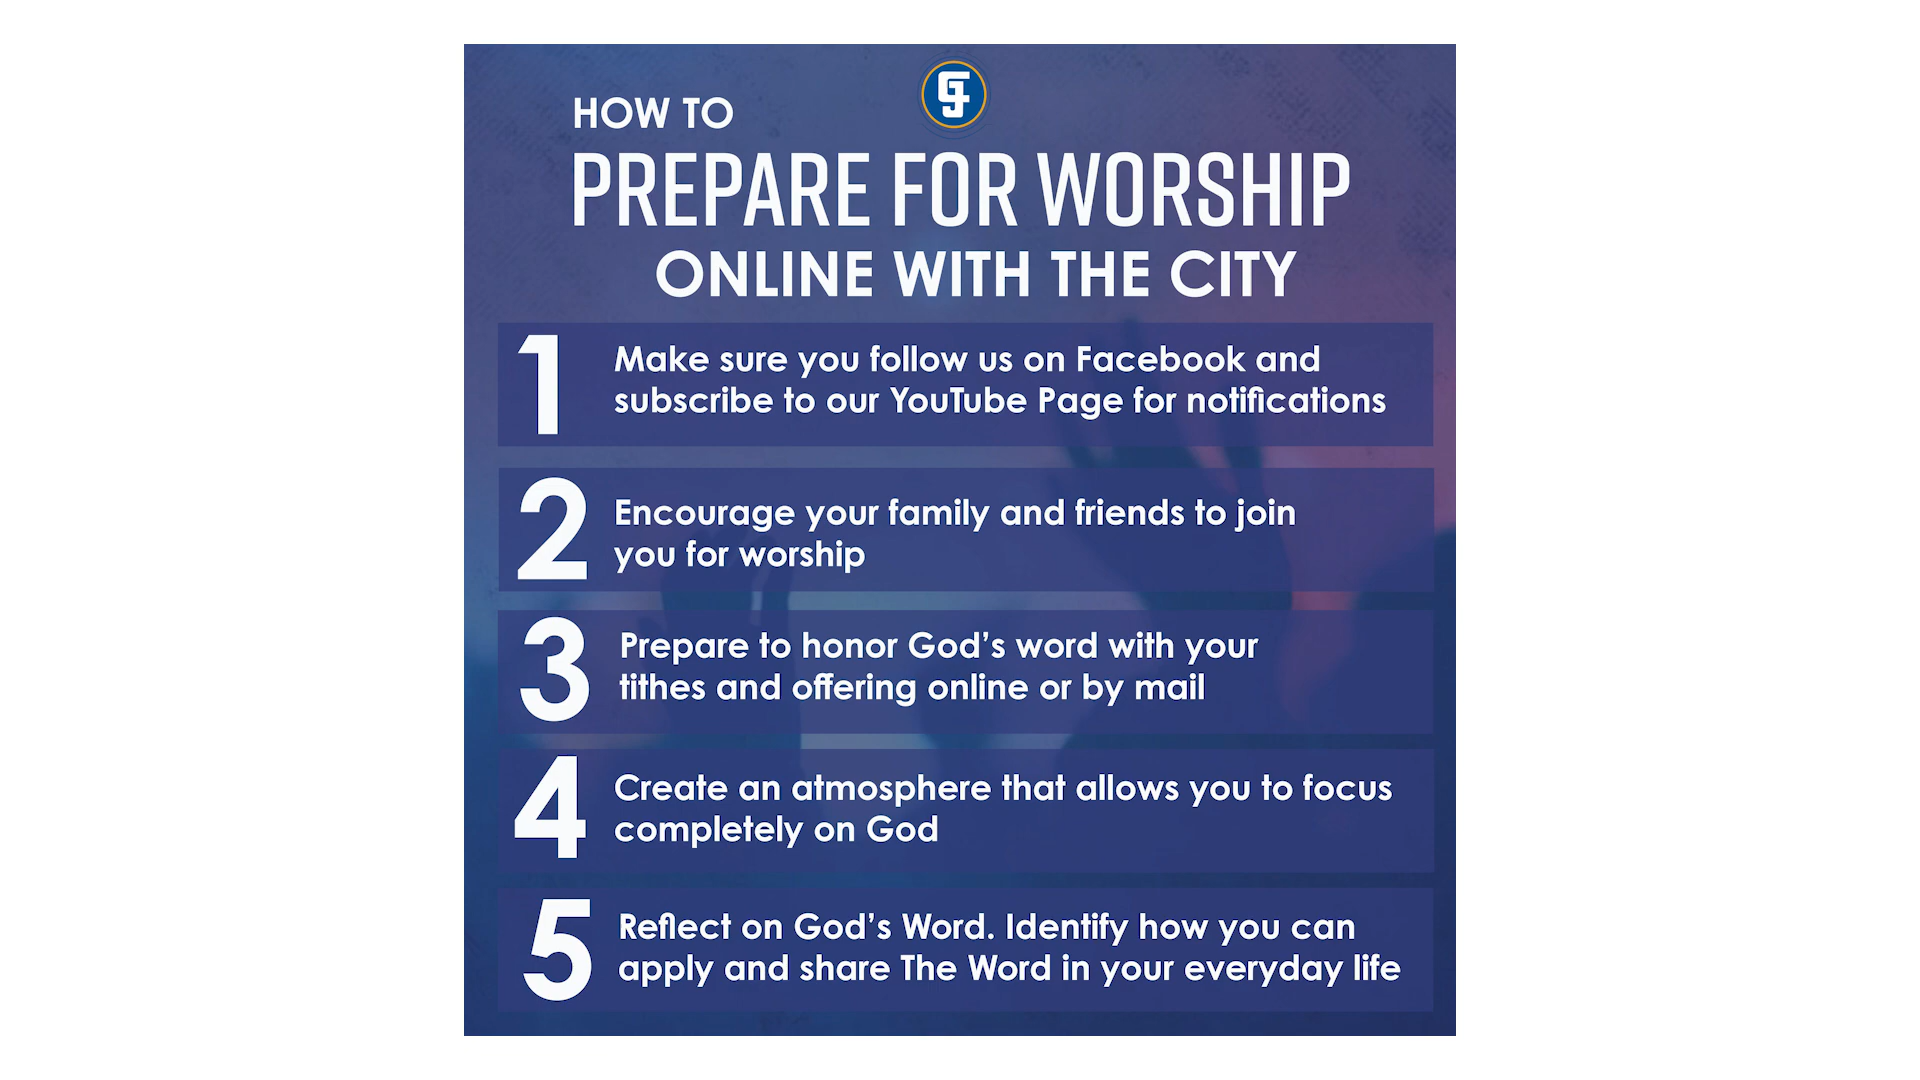 HOW TO
PREPARE FOR WORSHIP
ONLINE WITH THE CITY
1
Make sure you follow us on Facebook and
subscribe to our YouTube Page for notifications
2
Encourage your family and friends to join
you for worship
3
Prepare to honor God's word with your
tithes and offering online or by mail
4
Create an atmosphere that allows you to focus
completely on God
5
Reflect on God's Word. Identify how you can
apply and share The Word in your everyday life